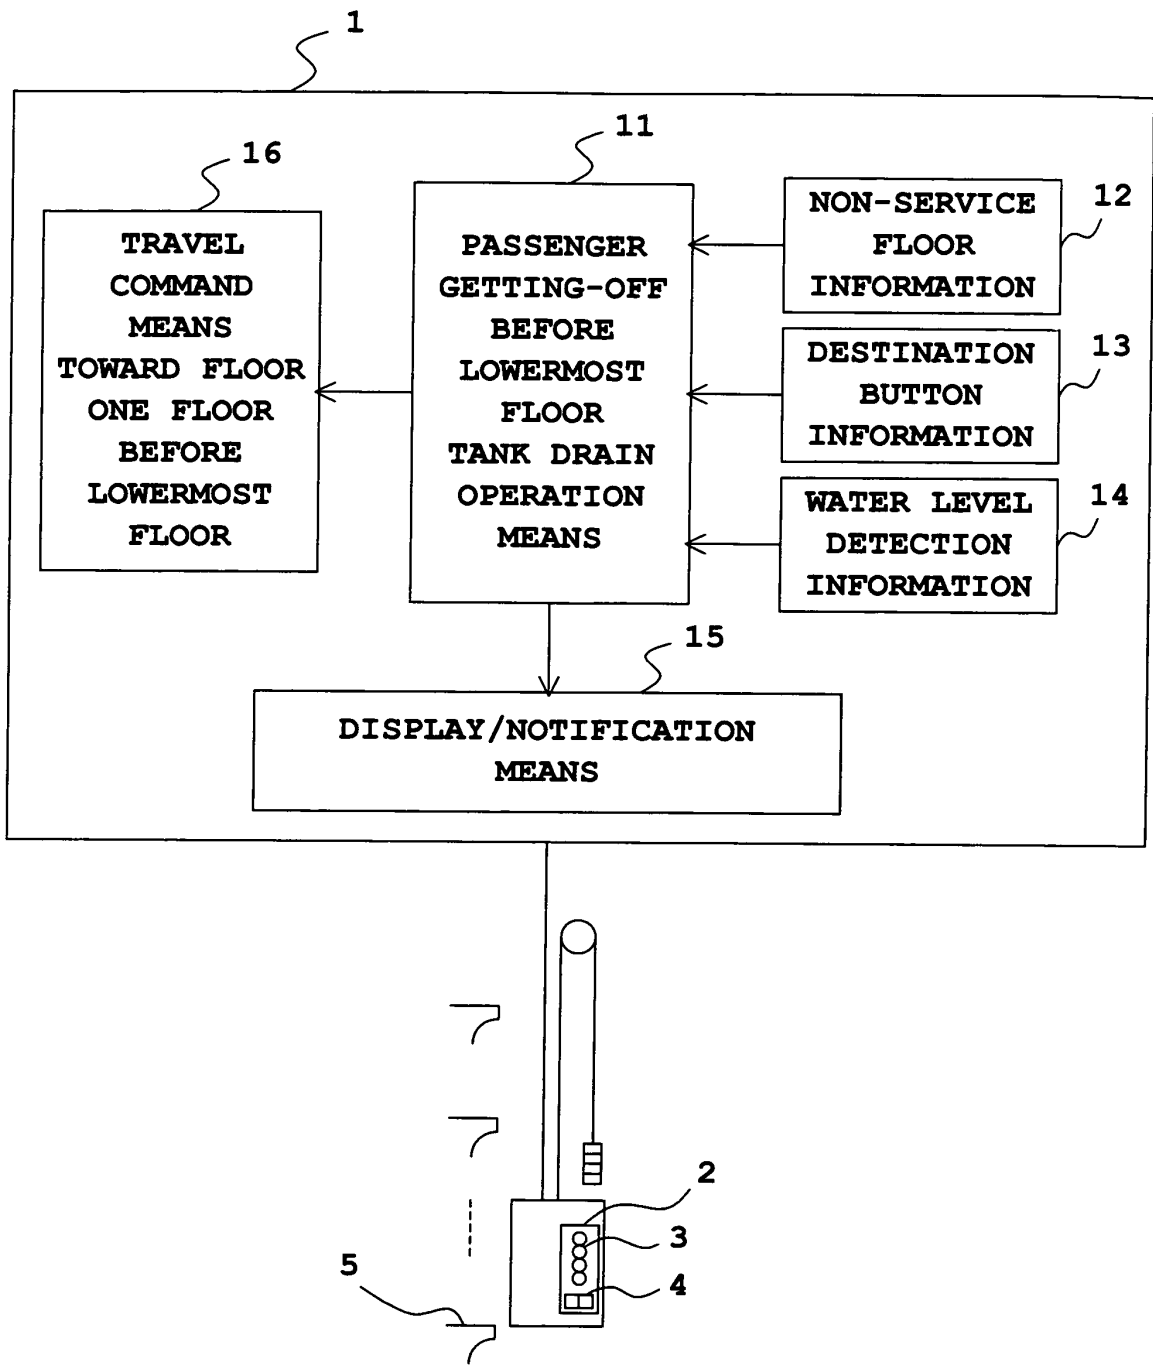 1
11
16
12
NON-SERVICE
FLOOR
INFORMATION
TRAVEL
COMMAND
MEANS
TOWARD FLOOR
ONE FLOOR
BEFORE
LOWERMOST
FLOOR
PASSENGER
GETTING-OFF
BEFORE
LOWERMOST
FLOOR
TANK DRAIN
OPERATION
MEANS
13
DESTINATION
BUTTON
INFORMATION
14
WATER LEVEL
DETECTION
INFORMATION
15
DISPLAY/NOTIFICATION
MEANS
2
3
4
5